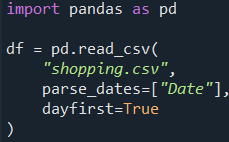 import pandas as pd

df = pd.read_csv(
    "shopping.csv",
    parse_dates=["Date"],
    dayfirst=True
)